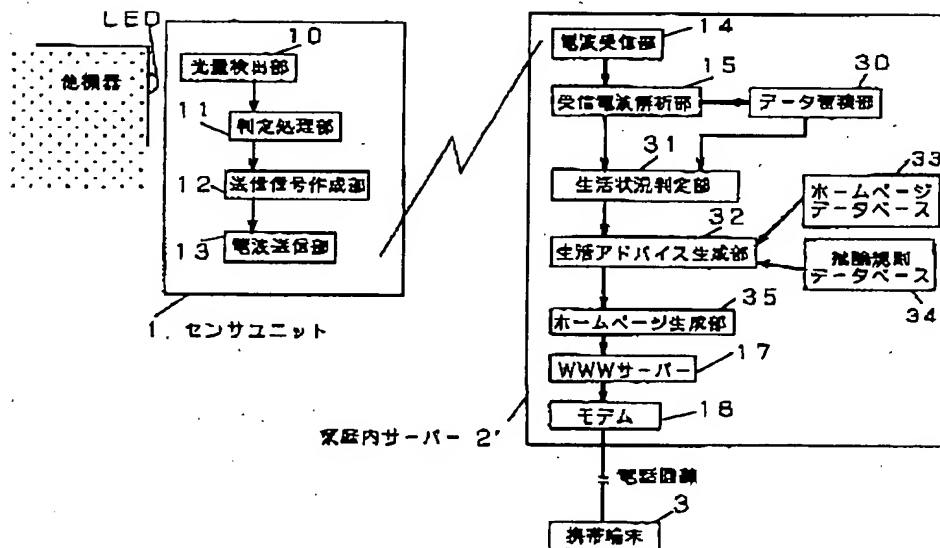 LED
他機器
10
光量検出部
11
判定処理部
12
送信信号作成部
13
電波送信部
1. センサユニット
14
電波受信部
15
受信電波解析部
30
データ蓄積部
31
生活状況判定部
32
生活アドバイス生成部
33
ホームページ
データベース
推論規則
データベース
34
35
ホームページ生成部
17
WWWサーバー
18
モデム
家庭内サーバー 2'
電話回線
3
携帯端末